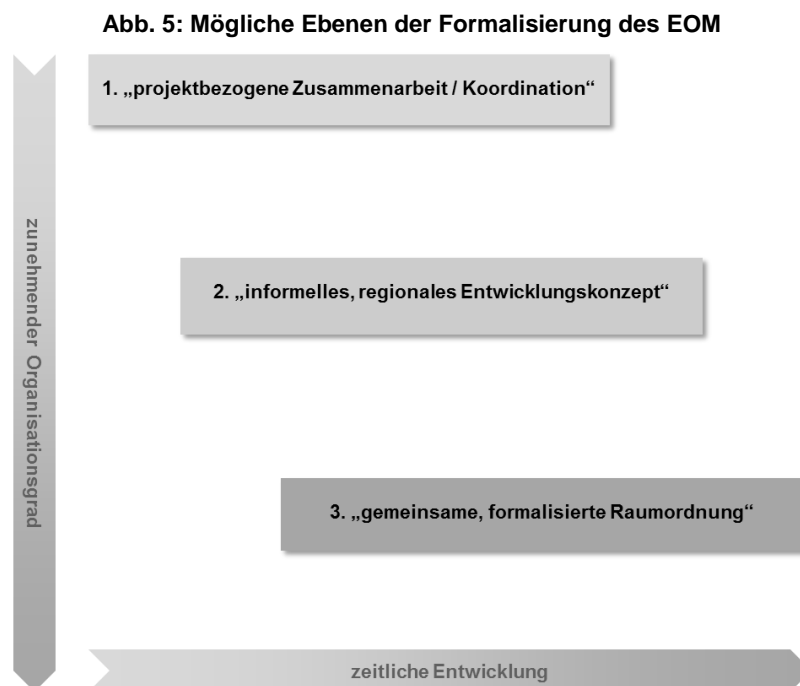 Abb. 5: Mögliche Ebenen der Formalisierung des EOM
1. „projektbezogene Zusammenarbeit / Koordination“
zunehmender Organisationsgrad
2. „informelles, regionales Entwicklungskonzept“
3. „gemeinsame, formalisierte Raumordnung“
zeitliche Entwicklung